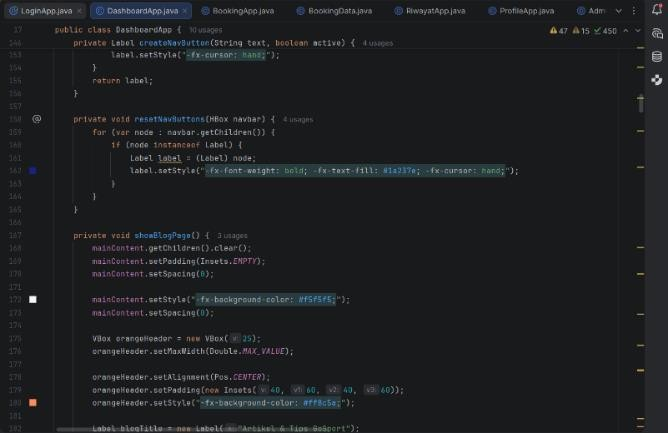 LoginApp.java × DashboardApp.java × BookingApp.java BookingData.java RiwayatApp.java ProfileApp.java
17 public class DashboardApp { 10 usages 47 15 450
146 private Label createNavButton(String text, boolean active) { 4 usages
153 label.setStyle("-fx-cursor: hand;");
154 }
155 return label;
156 }
157
158 @ private void resetNavButtons(HBox navbar) { 4 usages
159 for (var node : navbar.getChildren()) {
160 if (node instanceof Label) {
161 Label label = (Label) node;
162 label.setStyle("-fx-font-weight: bold; -fx-text-fill: #1a237e; -fx-cursor: hand;");
163 }
164 }
165 }
166
167 private void showBlogPage() { 3 usages
168 mainContent.getChildren().clear();
169 mainContent.setPadding(Insets.EMPTY);
170 mainContent.setSpacing(0);
171
172 mainContent.setStyle("-fx-background-color: #f5f5f5;");
173 mainContent.setSpacing(0);
174
175 VBox orangeHeader = new VBox( v: 25);
176 orangeHeader.setMaxWidth(Double.MAX_VALUE);
177
178 orangeHeader.setAlignment(Pos.CENTER);
179 orangeHeader.setPadding(new Insets( v: 40, v1: 60, v2: 40, v3: 60));
180 orangeHeader.setStyle("-fx-background-color: #ff8c5a;");
181
182 Label blogTitle = new Label( "Artikel & Tips GoSport");